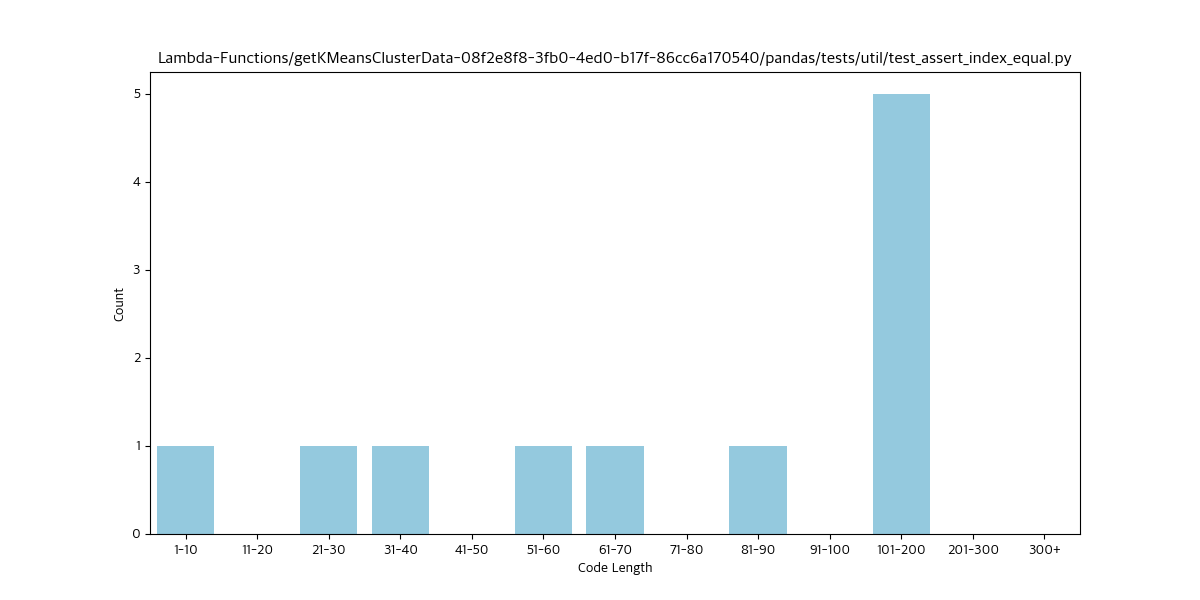 Lambda-Functions/getKMeansClusterData-08f2e8f8-3fb0-4ed0-b17f-86cc6a170540/pandas/tests/util/test_assert_index_equal.py
5
4
3
2
1
0
Count
1-10 11-20 21-30 31-40 41-50 51-60 61-70 71-80 81-90 91-100 101-200 201-300 300+
Code Length